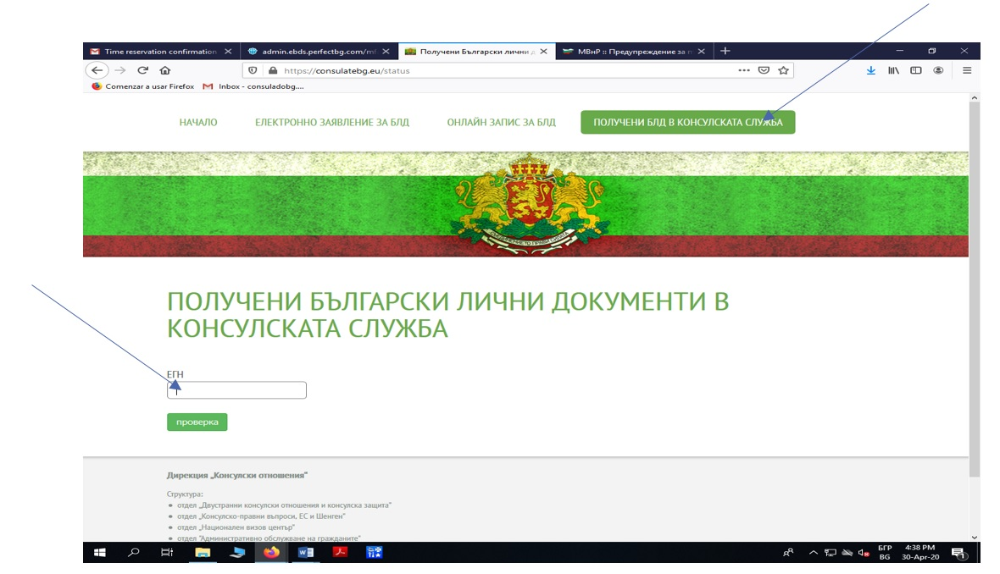 Time reservation confirmation
admin.ebds.perfectbg.com/mf
Получени Български лични д
МВнР :: Предупреждение за п
https://consulatebg.eu/status
Comenzar a usar Firefox
Inbox - consuladobg....
НАЧАЛО
ЕЛЕКТРОННО ЗАЯВЛЕНИЕ ЗА БЛД
ОНЛАЙН ЗАПИС ЗА БЛД
ПОЛУЧЕНИ БЛД В КОНСУЛСКАТА СЛУЖБА
ПОЛУЧЕНИ БЪЛГАРСКИ ЛИЧНИ ДОКУМЕНТИ В
КОНСУЛСКАТА СЛУЖБА
ЕГН
проверка
Дирекция „Консулски отношения"
Структура:
отдел „Двустранни консулски отношения и консулска защита"
отдел „Консулско-правни въпроси, ЕС и Шенген"
отдел „Национален визов център"
отдел "Административно обслужване на гражданите"
БГР
BG
4:38 PM
30-Apr-20
1